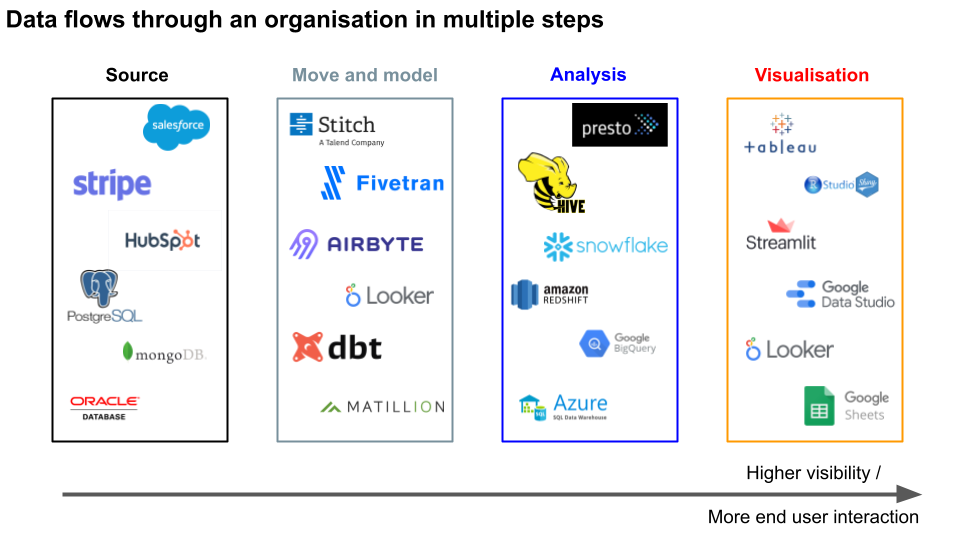 Data flows through an organisation in multiple steps
Source
Move and model
Analysis
Visualisation
salesforce
stripe
HubSpot
PostgreSQL
mongoDB.
ORACLE
DATABASE
Stitch
A Talend Company
Fivetran
AIRBYTE
Looker
dbt
MATILLION
presto
HIVE
snowflake
amazon
REDSHIFT
Google
BigQuery
Azure
SQL Data Warehouse
SQL
+ableau
R Studio
Shiny
Streamlit
Google
Data Studio
Looker
Google
Sheets
Higher visibility /
More end user interaction